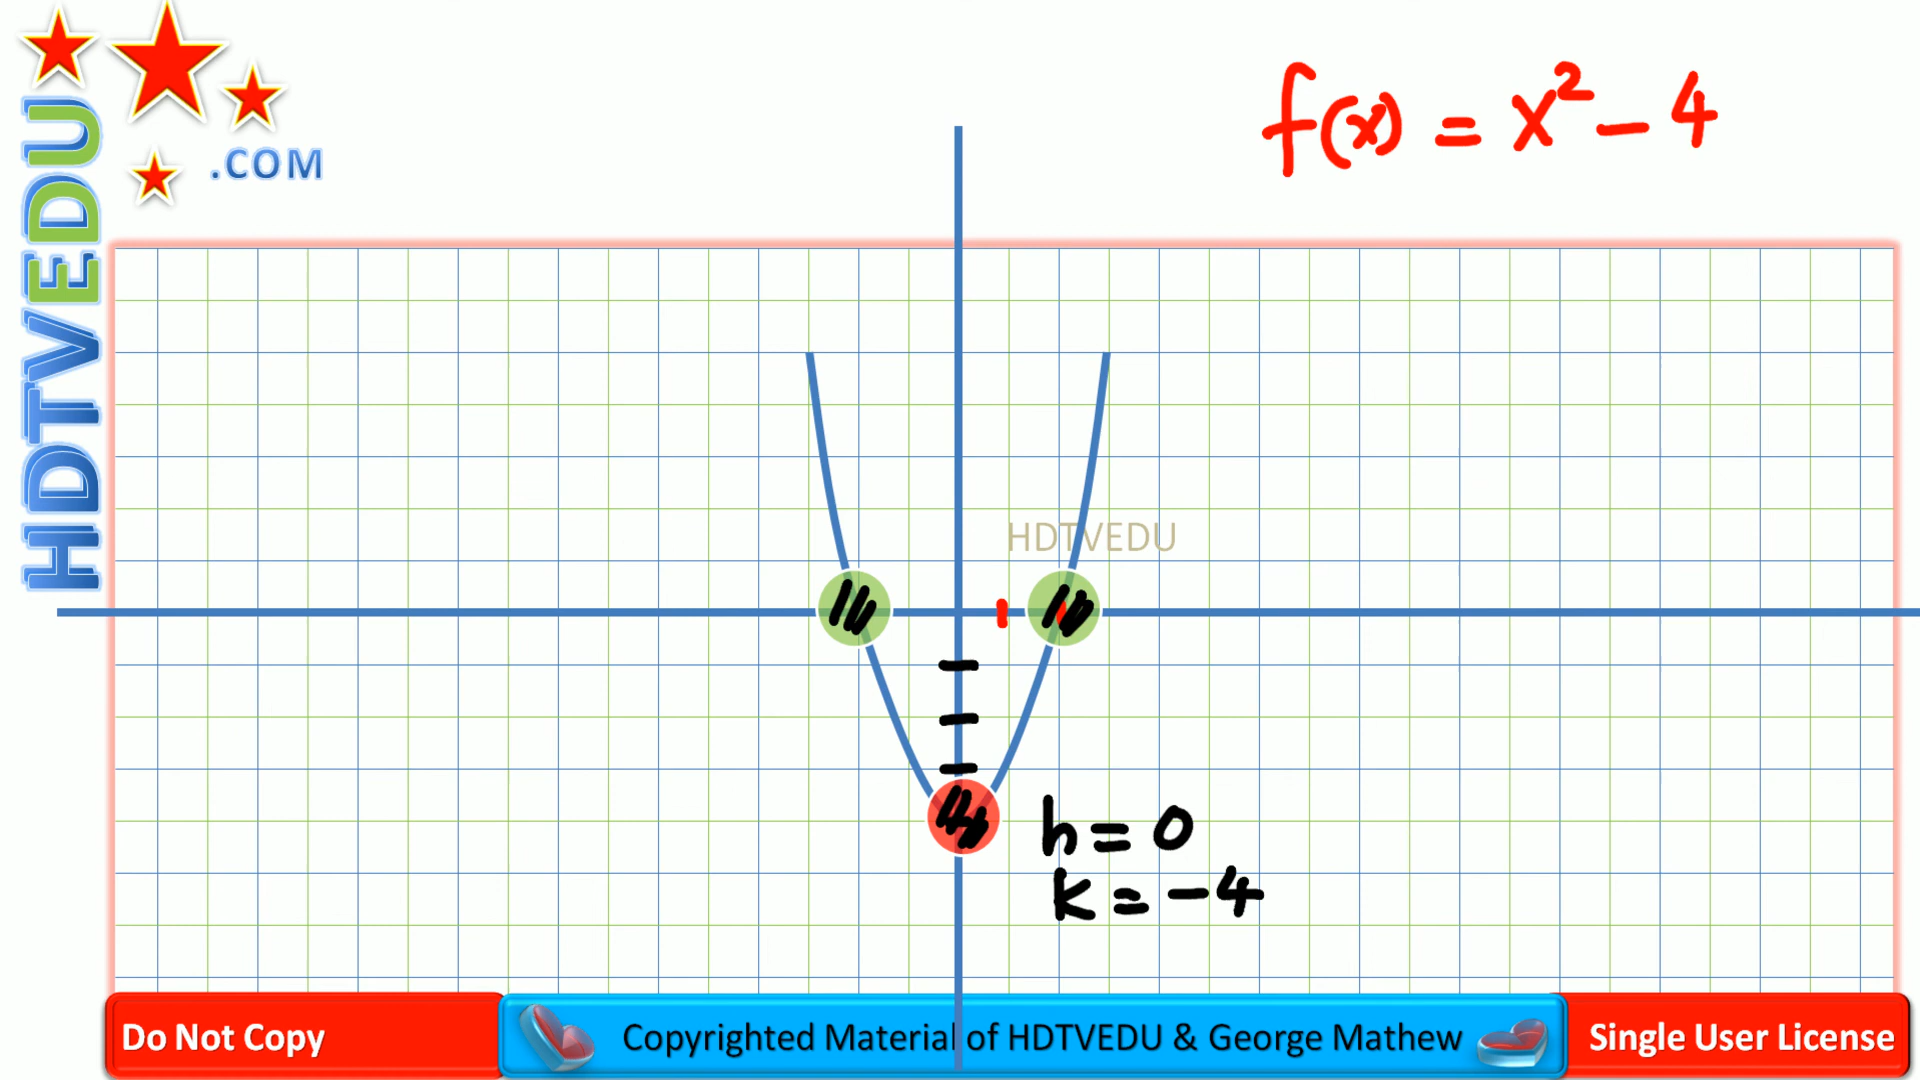 HDTVEDU
.COM
f(x) = x² - 4
HDTVEDU
h = 0
k = -4
Do Not Copy
Copyrighted Material of HDTVEDU & George Mathew
Single User License